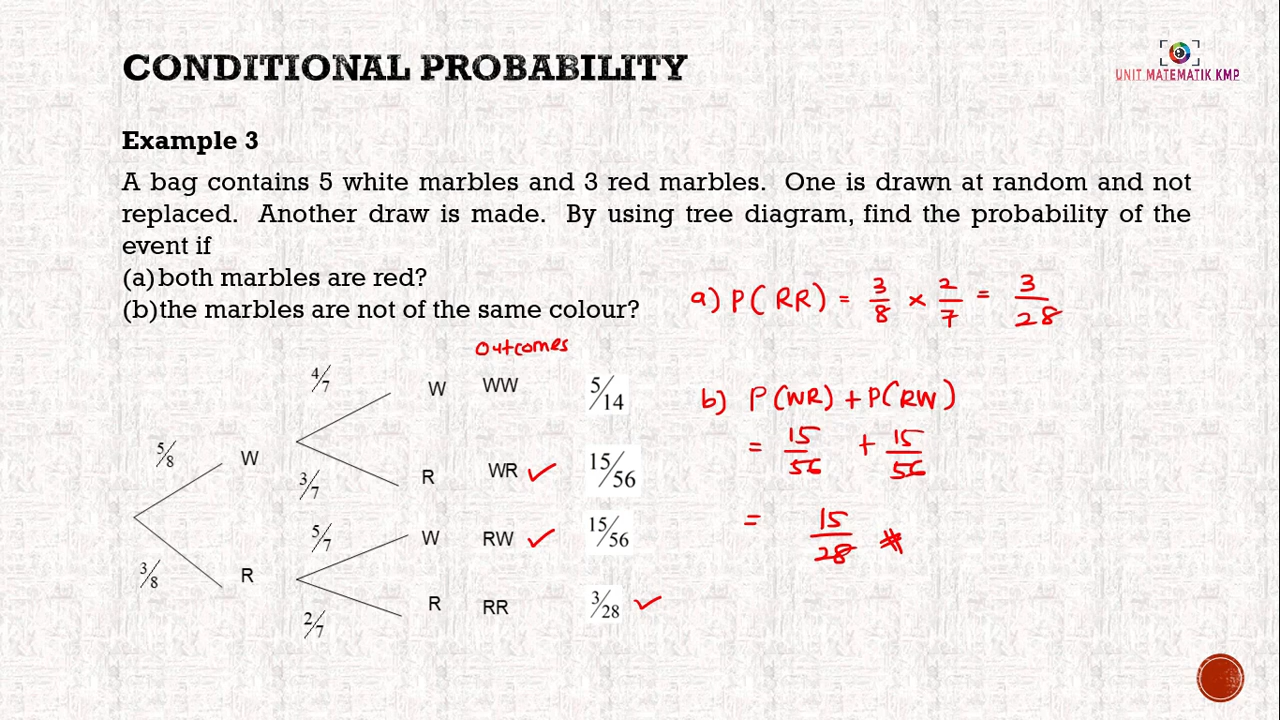 CONDITIONAL PROBABILITY
UNIT MATEMATIK KMP
Example 3
A bag contains 5 white marbles and 3 red marbles. One is drawn at random and not
replaced. Another draw is made. By using tree diagram, find the probability of the
event if
(a) both marbles are red?
(b) the marbles are not of the same colour?
a) P(RR) = 3/8 × 2/7 = 3/28
outcomes
4/7 W WW 5/14
5/8 W
3/7 R WR ✓ 15/56
5/7 W RW ✓ 15/56
3/8 R
2/7 R RR 3/28 ✓
b) P(WR) + P(RW)
= 15/56 + 15/56
= 15/28 #